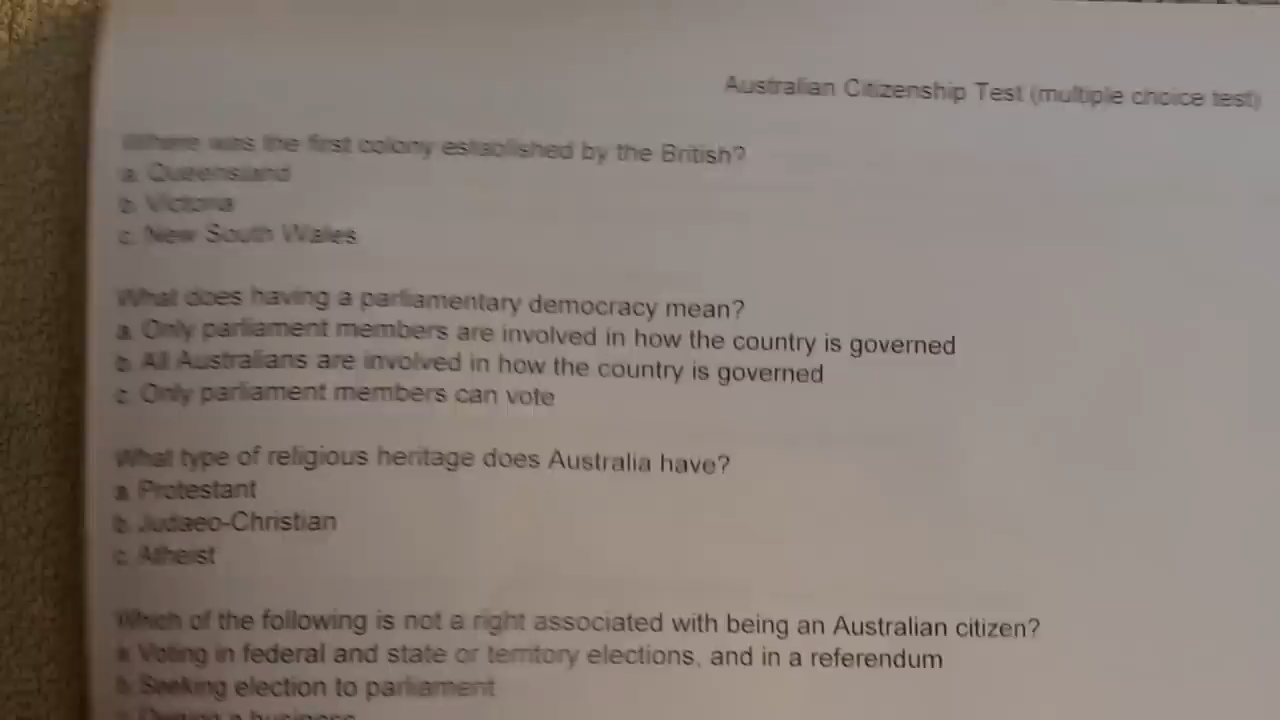 Australian Citizenship Test (multiple choice test)
Where was the first colony established by the British?
a. Queensland
b. Victoria
c. New South Wales
What does having a parliamentary democracy mean?
a. Only parliament members are involved in how the country is governed
b. All Australians are involved in how the country is governed
c. Only parliament members can vote
What type of religious heritage does Australia have?
a. Protestant
b. Judaeo-Christian
c. Atheist
Which of the following is not a right associated with being an Australian citizen?
a. Voting in federal and state or territory elections, and in a referendum
b. Seeking election to parliament
c. Owning a business